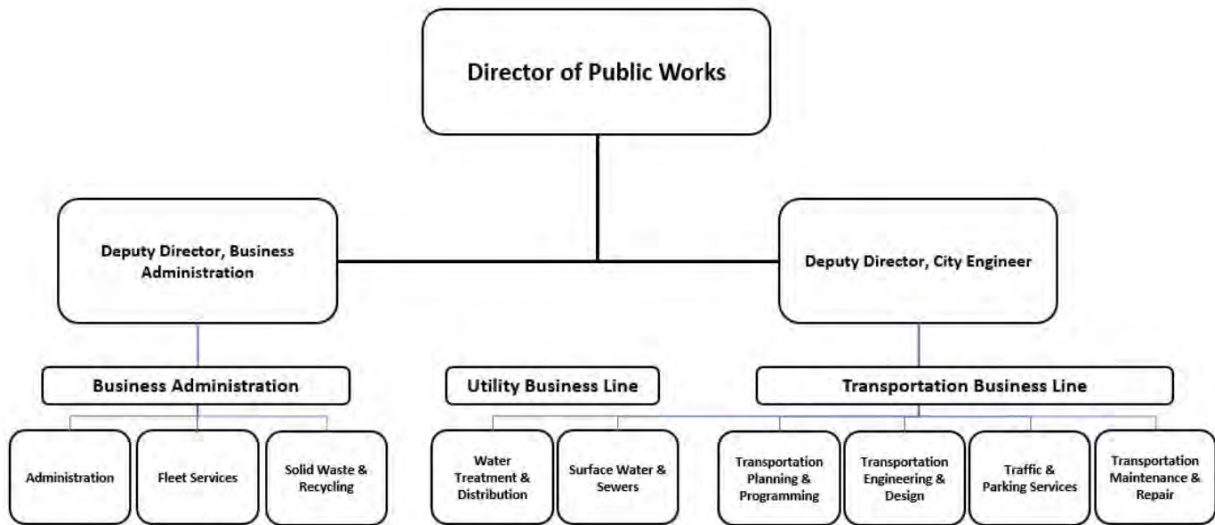 Director of Public Works
Deputy Director, Business
Administration
Deputy Director, City Engineer
Business Administration
Utility Business Line
Transportation Business Line
Administration
Fleet Services
Solid Waste &
Recycling
Water
Treatment &
Distribution
Surface Water &
Sewers
Transportation
Planning &
Programming
Transportation
Engineering &
Design
Traffic &
Parking Services
Transportation
Maintenance &
Repair